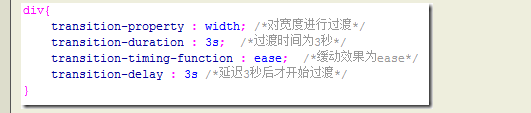 div{
transition-property : width; /*对宽度进行过渡*/
transition-duration : 3s;  /*过渡时间为3秒*/
transition-timing-function : ease;  /*缓动效果为ease*/
transition-delay : 3s /*延迟3秒后才开始过渡*/
}